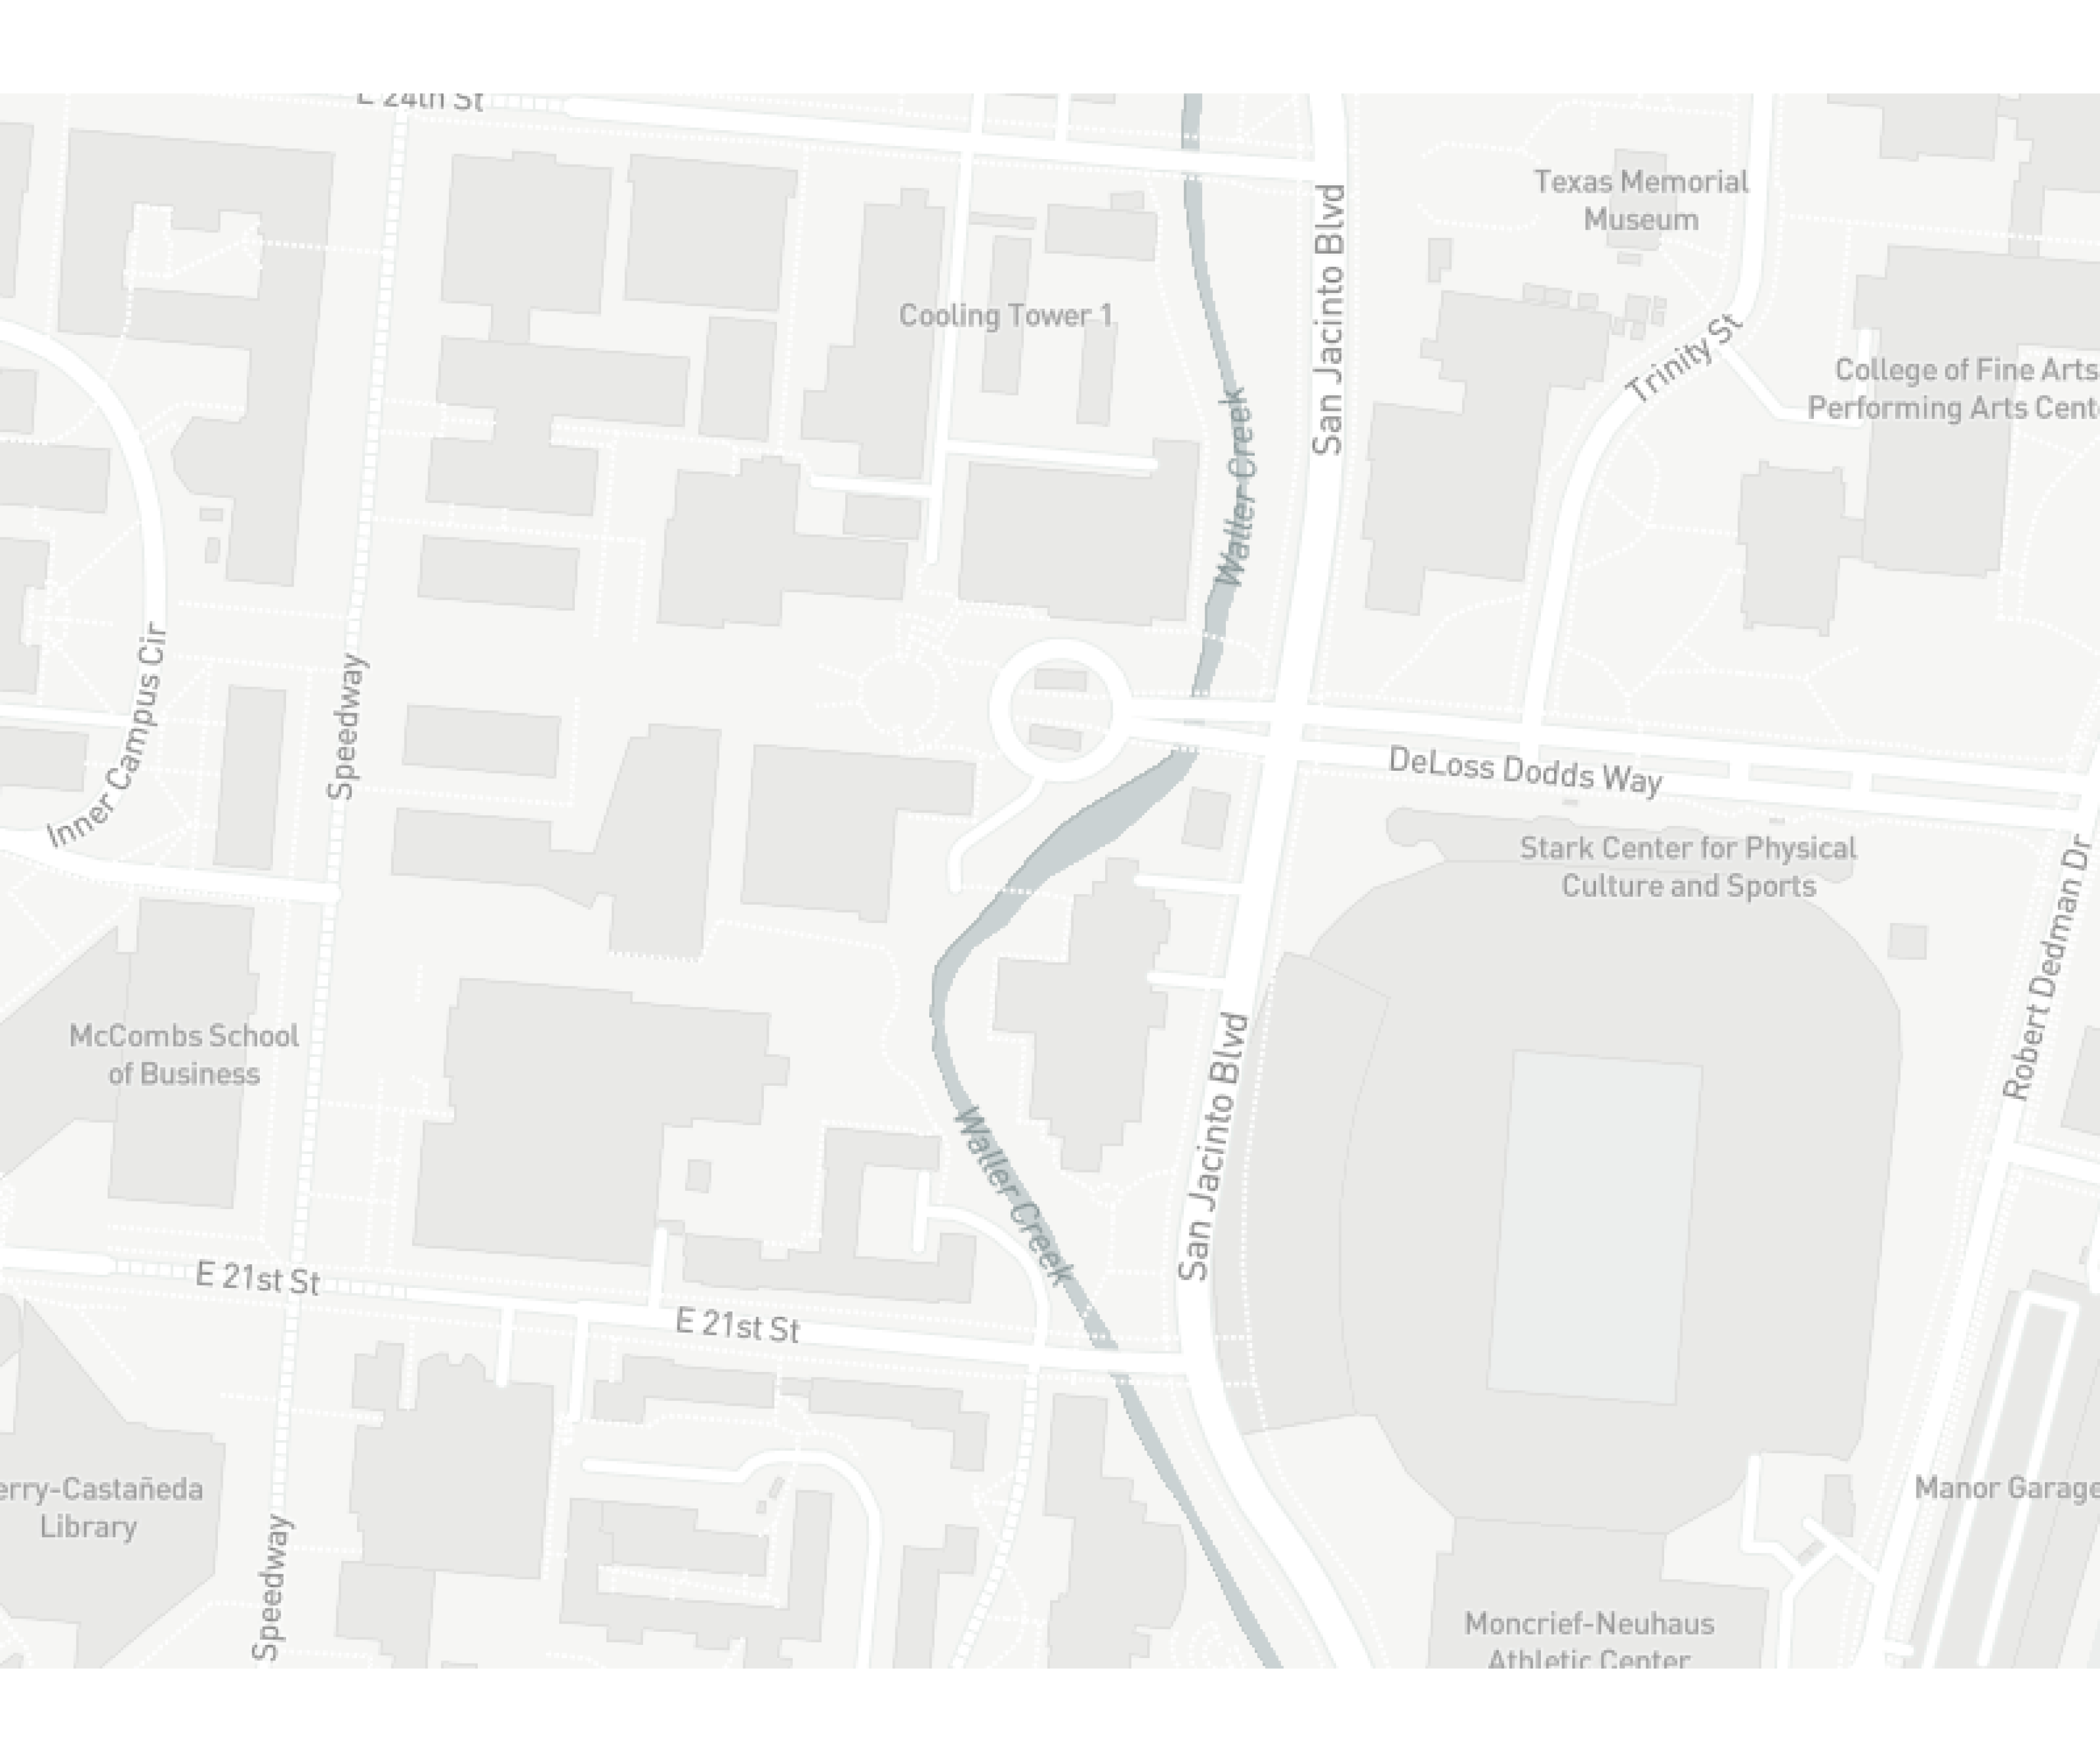 E 24th St
Texas Memorial
Museum
San Jacinto Blvd
Cooling Tower 1
Trinity St
College of Fine Arts
Performing Arts
Waller Creek
Inner Campus Cir
Speedway
DeLoss Dodds Way
Stark Center for Physical
Culture and Sports
Robert Dedman Dr
McCombs School
of Business
San Jacinto Blvd
Waller Creek
E 21st St
E 21st St
erry-Castañeda
Library
Manor Garage
Speedway
Moncrief-Neuhaus
Athletic Center